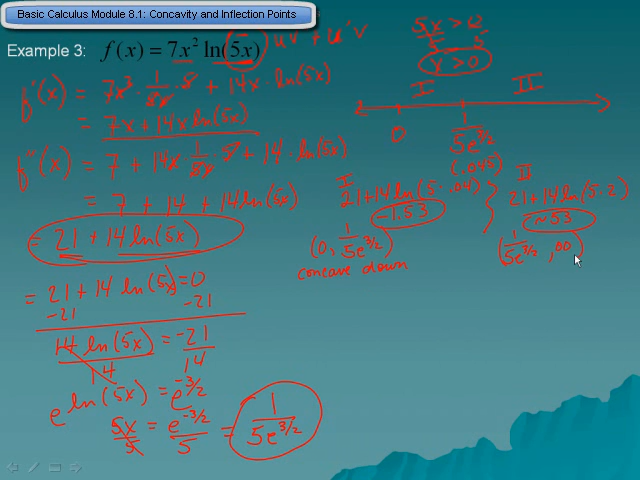 Basic Calculus Module 8.1: Concavity and Inflection Points
Example 3: f(x) = 7x² ln(5x)
uv' + u'v
5x > 0
5 5
x > 0
f'(x) = 7x² · 1/5x · 5 + 14x · ln(5x)
= 7x + 14x ln(5x)
f''(x) = 7 + 14x · 1/5x · 5 + 14 · ln(5x)
= 7 + 14 + 14 ln(5x)
= 21 + 14 ln(5x)
= 21 + 14 ln(5x) = 0
-21 -21
14 ln(5x) = -21
14 14
e^ln(5x) = e^-3/2
5x/5 = e^-3/2/5 = 1/5e^3/2
I II
0 1/5e^3/2
(.045)
I
21 + 14 ln(5 · .04)
-1.53
(0, 1/5e^3/2)
concave down
II
21 + 14 ln(5 · 2)
≈ 53
(1/5e^3/2, ∞)